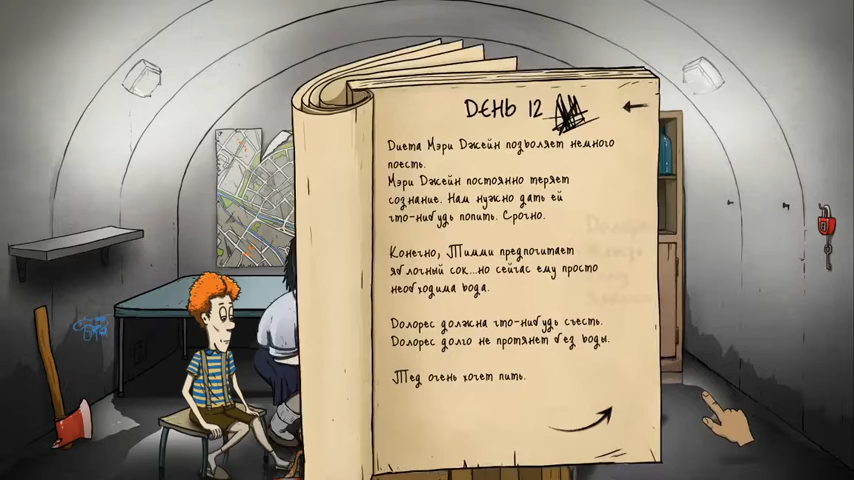 DЄНЬ 12
Диета Мэри Джейн позволяет немного
поесть.
Мэри Джейн постоянно теряет
сознание. Нам нужно дать ей
что-нибудь попить. Срочно.
Конечно, Тимми предпочитает
яблочный сок...но сейчас ему просто
необходима вода.
Долорес должна что-нибудь съесть.
Долорес долго не протянет без воды.
Тед очень хочет пить.